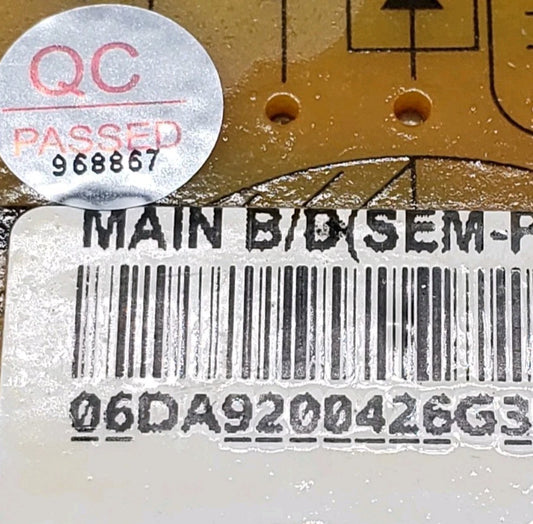 QC
PASSED
968867
MAIN B/D(SEM-P
06DA9200426G3